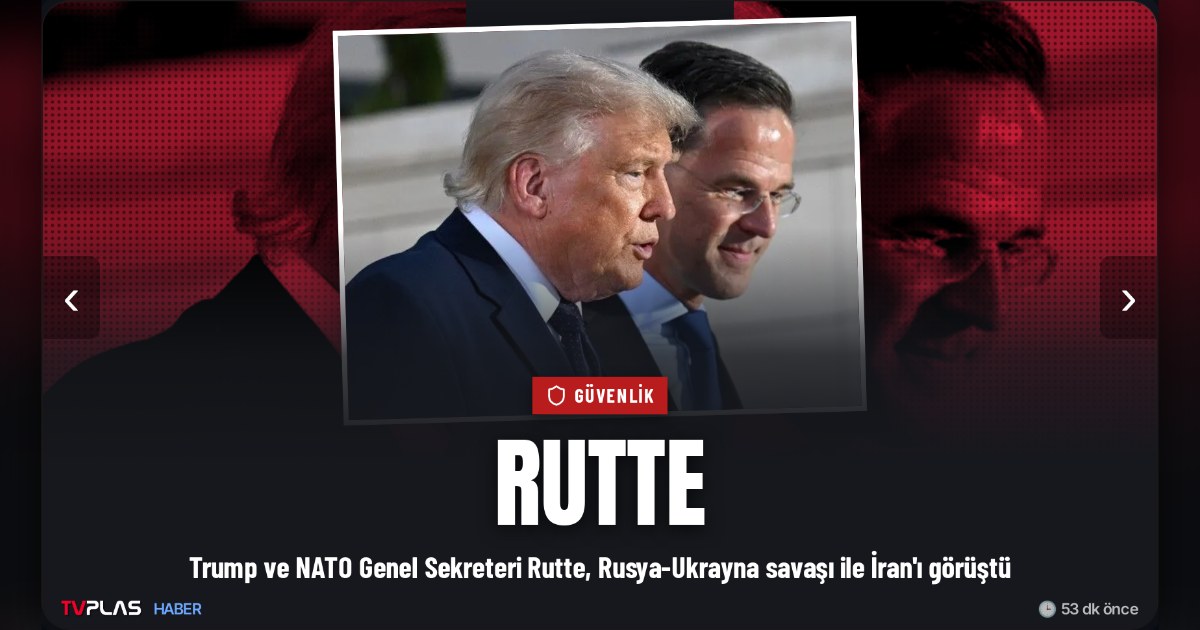 GÜVENLİK
RUTTE
Trump ve NATO Genel Sekreteri Rutte, Rusya-Ukrayna savaşı ile İran'ı görüştü
TVPLAS HABER
53 dk önce